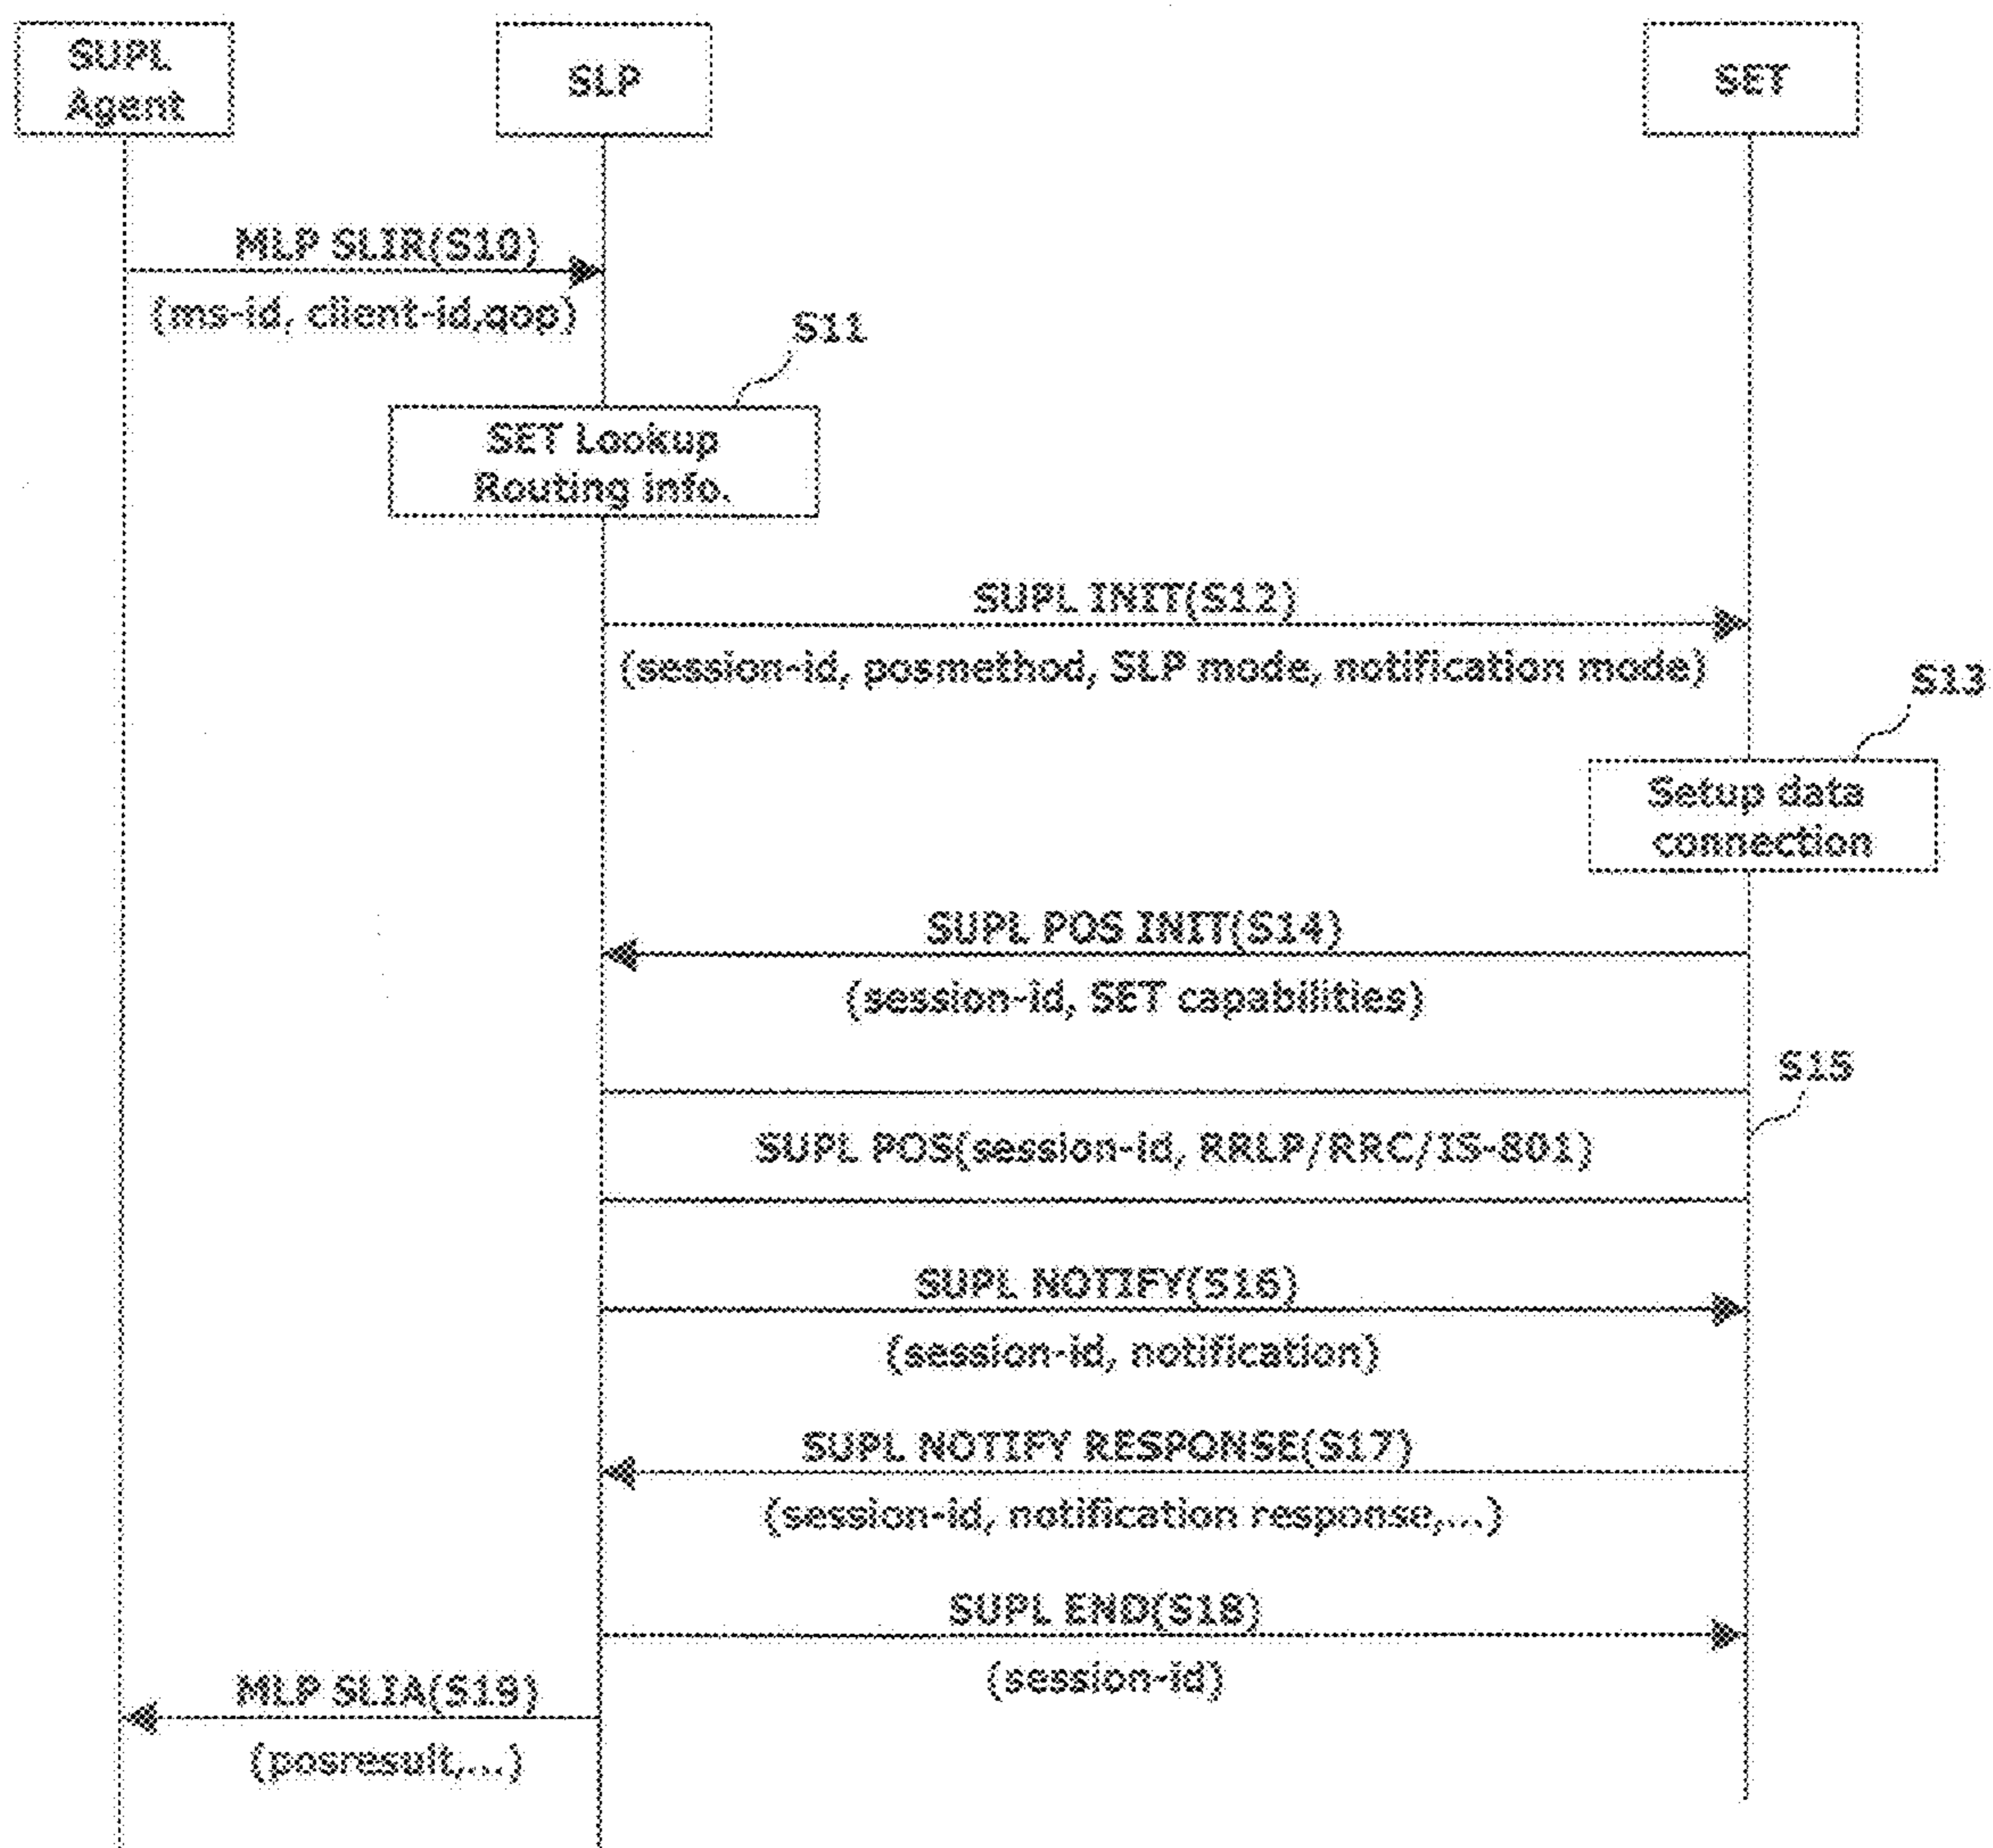 SUPL
Agent
SLP
SET
MLP SLIR(S10)
(ms-id, client-id,qop)
S11
SET Lookup
Routing info.
SUPL INIT(S12)
(session-id, posmethod, SLP mode, notification mode)
S13
Setup data
connection
SUPL POS INIT(S14)
(session-id, SET capabilities)
S15
SUPL POS(session-id, RRLP/RRC/IS-801)
SUPL NOTIFY(S16)
(session-id, notification)
SUPL NOTIFY RESPONSE(S17)
(session-id, notification response,...)
SUPL END(S18)
(session-id)
MLP SLIA(S19)
(posresult,...)